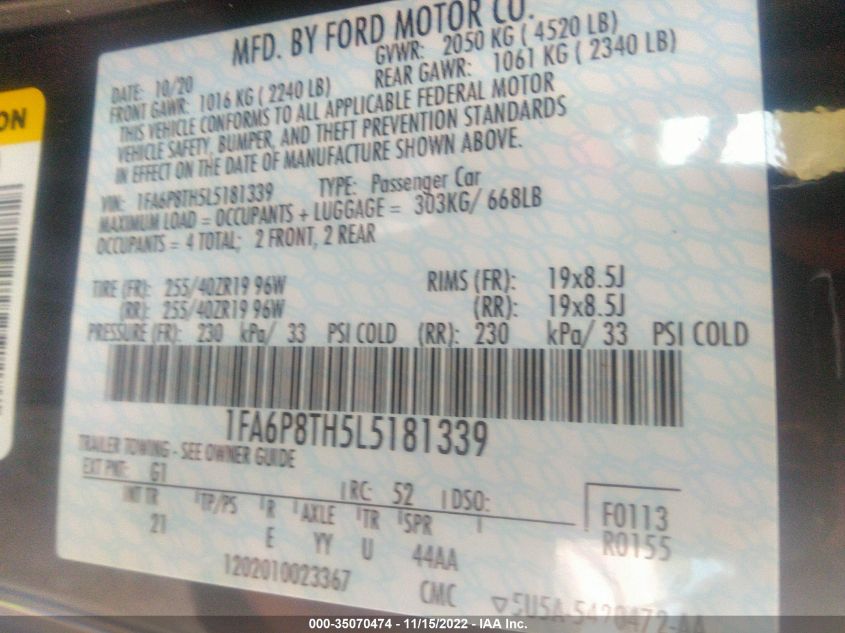 ON
MFD. BY FORD MOTOR CO.
DATE: 10/20 GVWR: 2050 KG ( 4520 LB)
FRONT GAWR: 1016 KG ( 2240 LB) REAR GAWR: 1061 KG ( 2340 LB)
THIS VEHICLE CONFORMS TO ALL APPLICABLE FEDERAL MOTOR
VEHICLE SAFETY, BUMPER, AND THEFT PREVENTION STANDARDS
IN EFFECT ON THE DATE OF MANUFACTURE SHOWN ABOVE.
VIN: 1FA6P8TH5L5181339 TYPE: Passenger Car
MAXIMUM LOAD = OCCUPANTS + LUGGAGE = 303KG/ 668LB
OCCUPANTS = 4 TOTAL; 2 FRONT, 2 REAR
TIRE (FR): 255/40ZR19 96W RIMS (FR): 19x8.5J
(RR): 255/40ZR19 96W (RR): 19x8.5J
PRESSURE (FR): 230 kPa/ 33 PSI COLD (RR): 230 kPa/ 33 PSI COLD
1FA6P8TH5L5181339
TRAILER TOWING - SEE OWNER GUIDE
EXT PNT: G1 RC: 52 DSO:
INT TR TP/PS R AXLE TR SPR F0113
21 E YY U 44AA R0155
1202010023367 CMC 5U5A-5420472-AA
000-35070474 - 11/15/2022 - IAA Inc.